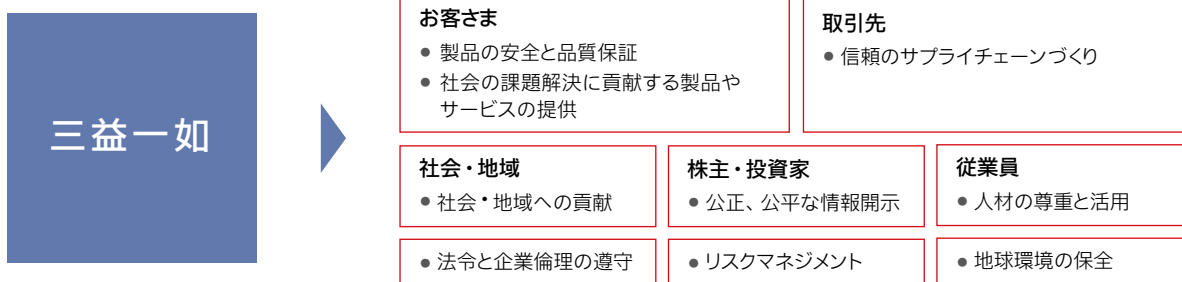 三益一如
お客さま
● 製品の安全と品質保証
● 社会の課題解決に貢献する製品や
サービスの提供
取引先
● 信頼のサプライチェーンづくり
社会・地域
● 社会・地域への貢献
株主・投資家
● 公正、公平な情報開示
従業員
● 人材の尊重と活用
● 法令と企業倫理の遵守
● リスクマネジメント
● 地球環境の保全